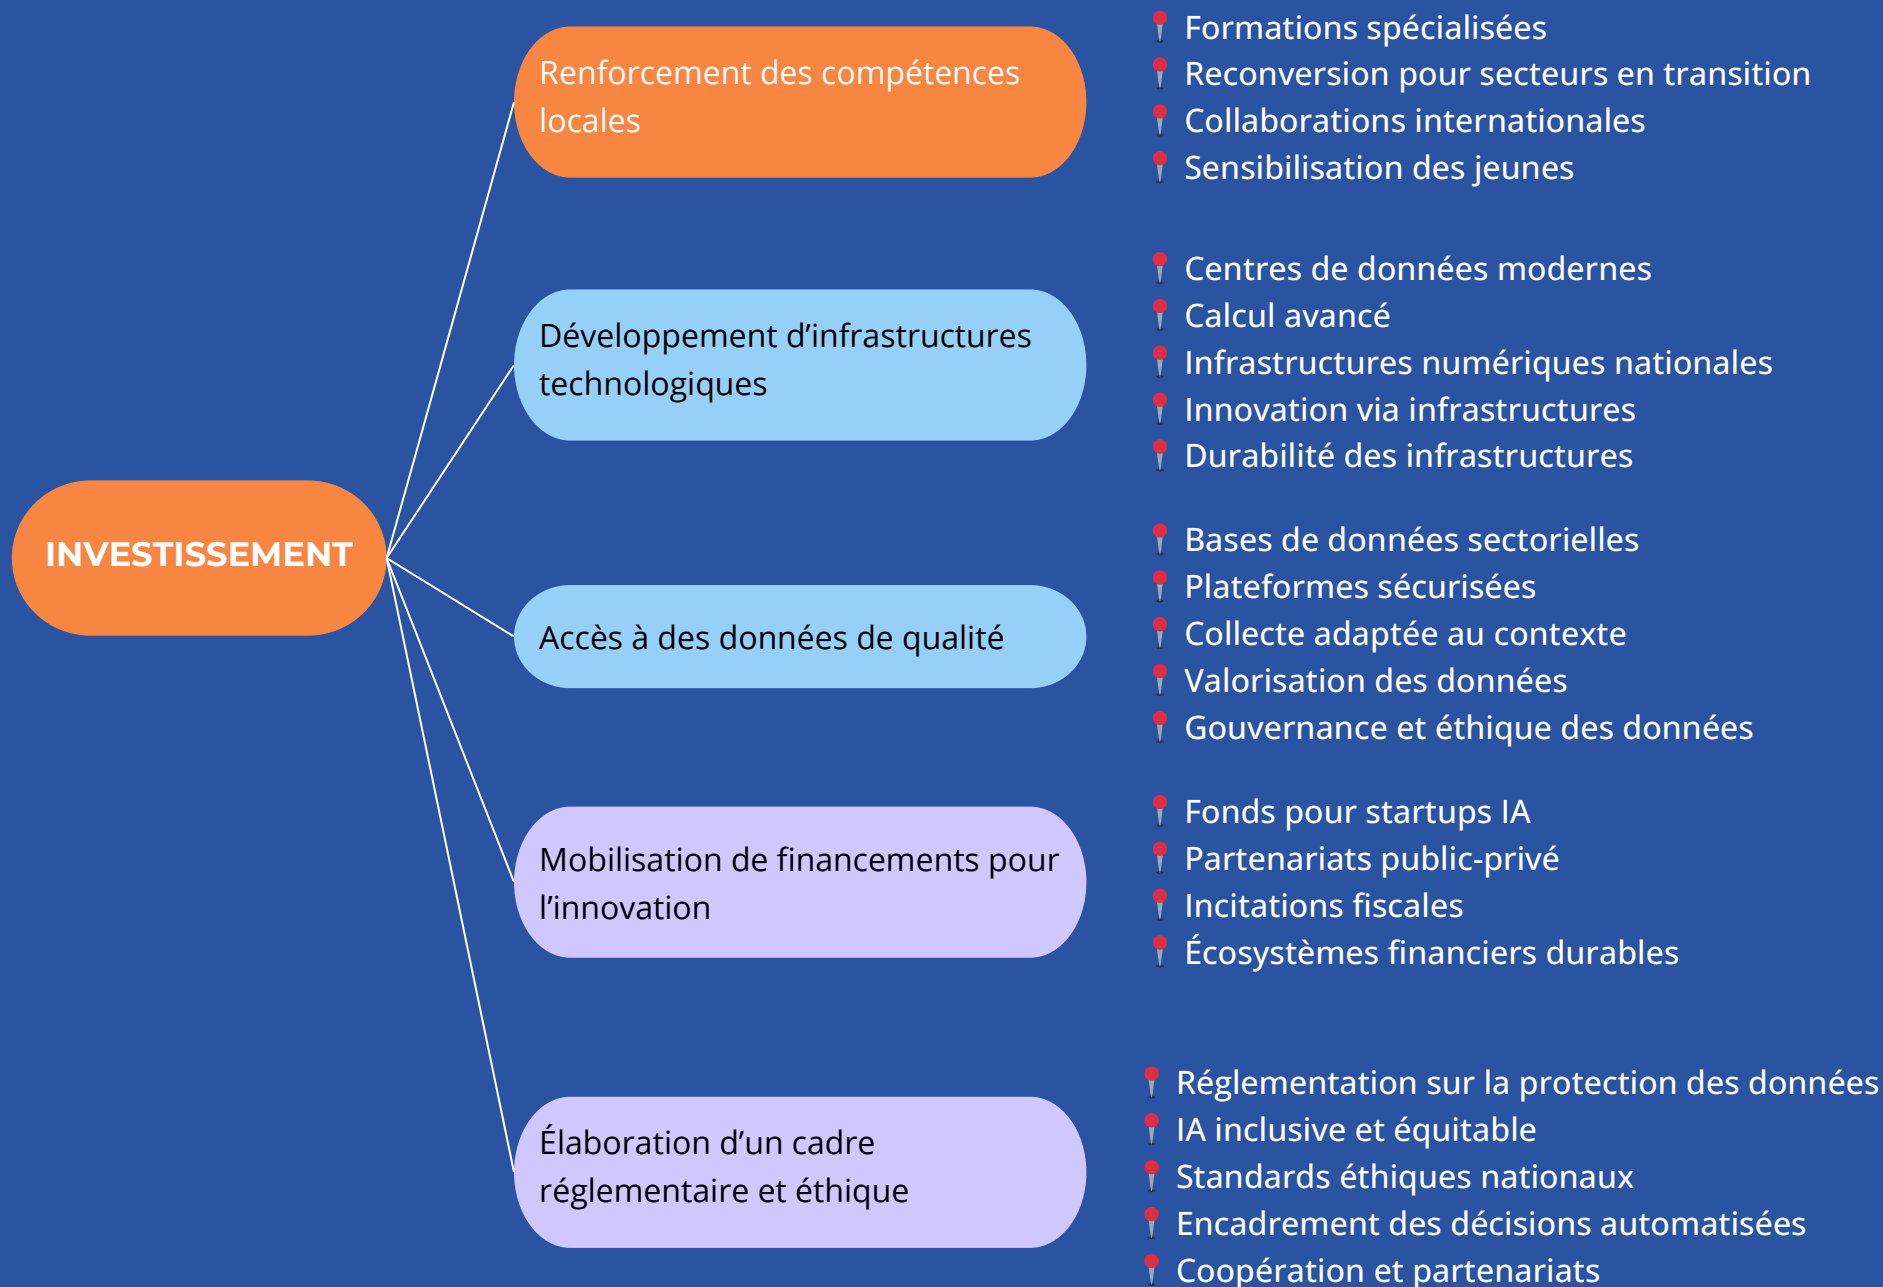 INVESTISSEMENT
Renforcement des compétences
locales
📍 Formations spécialisées
📍 Reconversion pour secteurs en transition
📍 Collaborations internationales
📍 Sensibilisation des jeunes
Développement d’infrastructures
technologiques
📍 Centres de données modernes
📍 Calcul avancé
📍 Infrastructures numériques nationales
📍 Innovation via infrastructures
📍 Durabilité des infrastructures
Accès à des données de qualité
📍 Bases de données sectorielles
📍 Plateformes sécurisées
📍 Collecte adaptée au contexte
📍 Valorisation des données
📍 Gouvernance et éthique des données
Mobilisation de financements pour
l’innovation
📍 Fonds pour startups IA
📍 Partenariats public-privé
📍 Incitations fiscales
📍 Écosystèmes financiers durables
Élaboration d’un cadre
réglementaire et éthique
📍 Réglementation sur la protection des données
📍 IA inclusive et équitable
📍 Standards éthiques nationaux
📍 Encadrement des décisions automatisées
📍 Coopération et partenariats